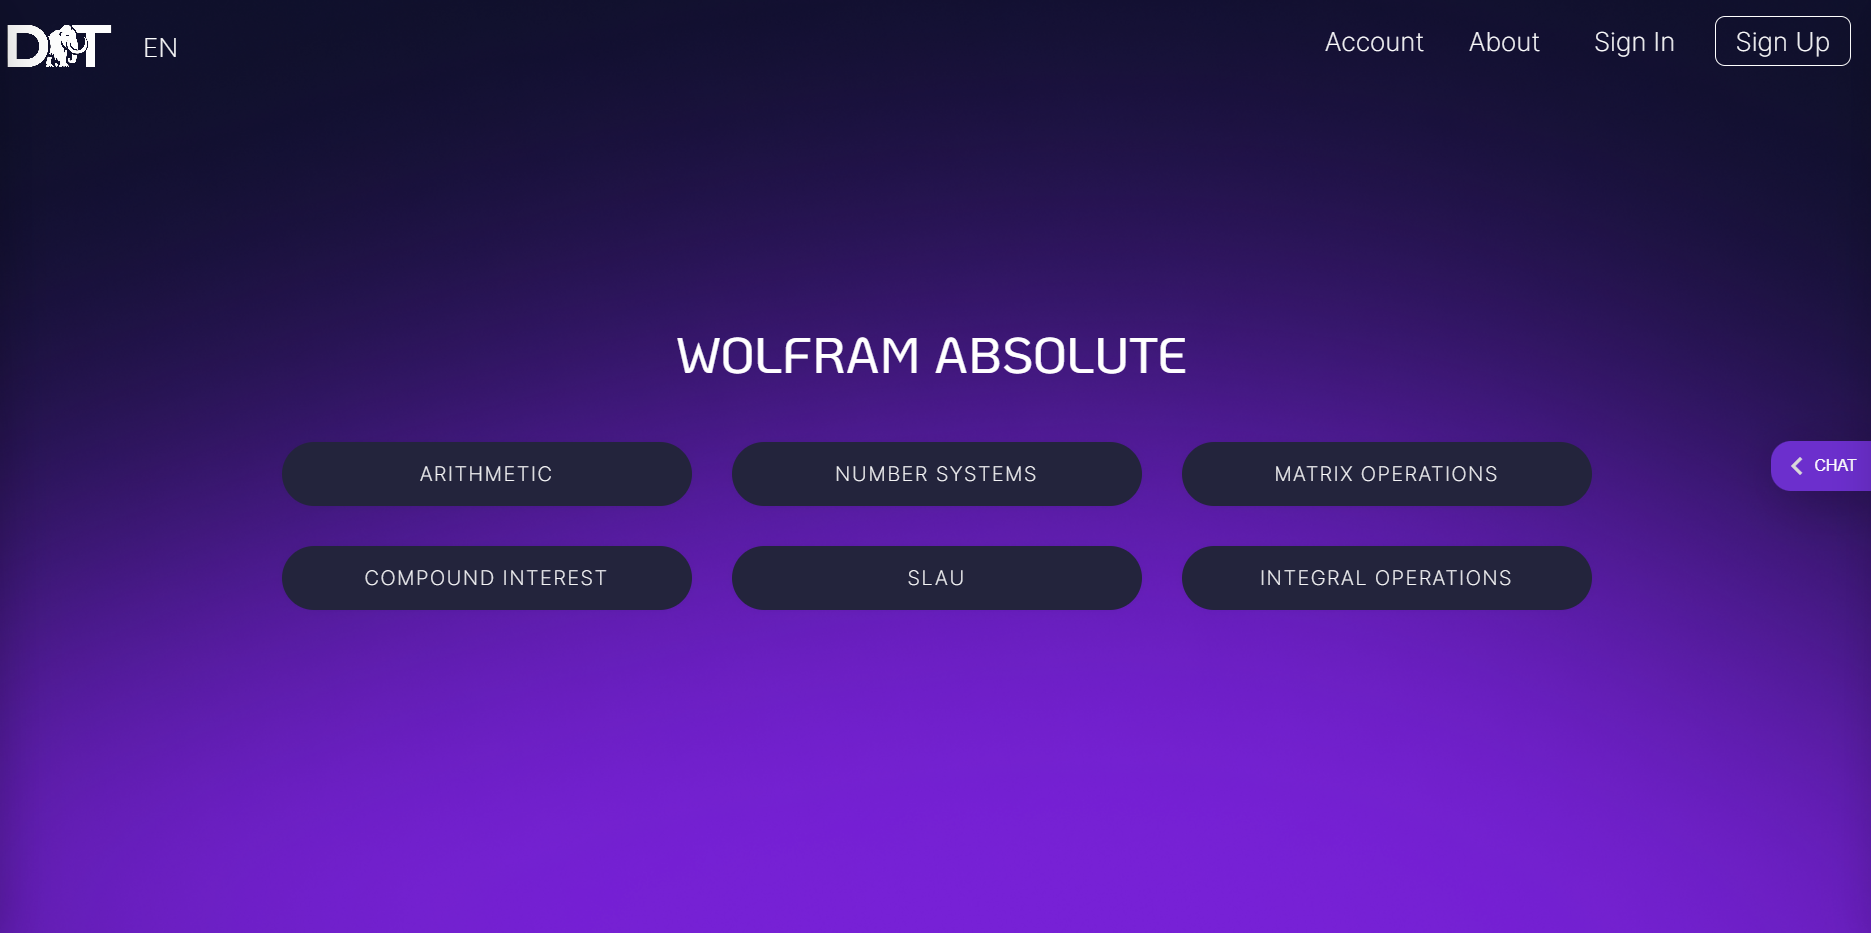 DOT
EN
Account
About
Sign In
Sign Up
WOLFRAM ABSOLUTE
ARITHMETIC
NUMBER SYSTEMS
MATRIX OPERATIONS
CHAT
COMPOUND INTEREST
SLAU
INTEGRAL OPERATIONS